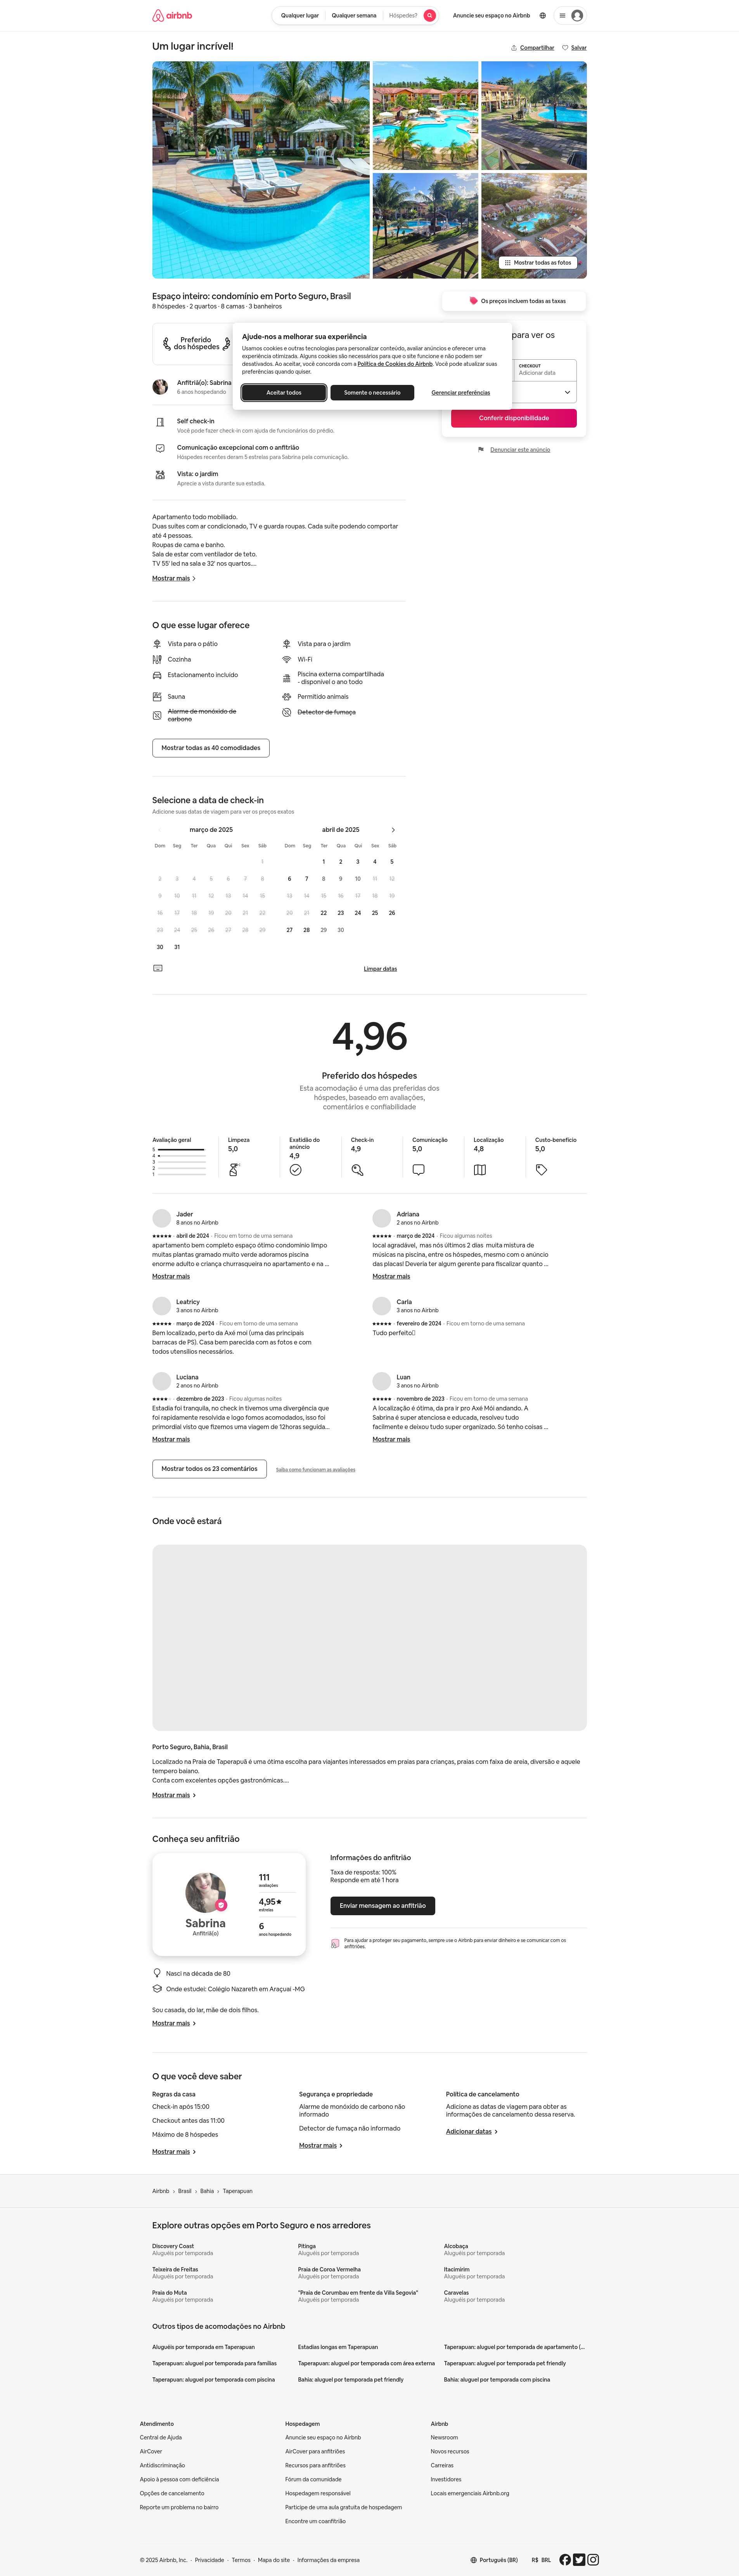 airbnb
Qualquer lugar
Qualquer semana
Hóspedes?
Anuncie seu espaço no Airbnb
Um lugar incrível!
Compartilhar
Salvar
Mostrar todas as fotos
Espaço inteiro: condomínio em Porto Seguro, Brasil
8 hóspedes · 2 quartos · 8 camas · 3 banheiros
Os preços incluem todas as taxas
Preferido
dos hóspedes
para ver os
CHECKOUT
Adicionar data
Conferir disponibilidade
Denunciar este anúncio
Ajude-nos a melhorar sua experiência
Usamos cookies e outras tecnologias para personalizar conteúdo, avaliar anúncios e oferecer uma
experiência otimizada. Alguns cookies são necessários para o site funcione e não podem ser
desativados. Ao aceitar, você concorda com a Política de Cookies do Airbnb. Você pode atualizar suas
preferências quando quiser.
Aceitar todos
Somente o necessário
Gerenciar preferências
Anfitriã(o): Sabrina
6 anos hospedando
Self check-in
Você pode fazer check-in com ajuda de funcionários do prédio.
Comunicação excepcional com o anfitrião
Hóspedes recentes deram 5 estrelas para Sabrina pela comunicação.
Vista: o jardim
Aprecie a vista durante sua estadia.
Apartamento todo mobiliado.
Duas suítes com ar condicionado, TV e guarda roupas. Cada suíte podendo comportar
até 4 pessoas.
Roupas de cama e banho.
Sala de estar com ventilador de teto.
TV 55' led na sala e 32' nos quartos....
Mostrar mais
O que esse lugar oferece
Vista para o pátio
Vista para o jardim
Cozinha
Wi-Fi
Estacionamento incluído
Piscina externa compartilhada
- disponível o ano todo
Sauna
Permitido animais
Alarme de monóxido de
carbono
Detector de fumaça
Mostrar todas as 40 comodidades
Selecione a data de check-in
Adicione suas datas de viagem para ver os preços exatos
março de 2025
Dom Seg Ter Qua Qui Sex Sáb
1
2 3 4 5 6 7 8
9 10 11 12 13 14 15
16 17 18 19 20 21 22
23 24 25 26 27 28 29
30 31
abril de 2025
Dom Seg Ter Qua Qui Sex Sáb
1 2 3 4 5
6 7 8 9 10 11 12
13 14 15 16 17 18 19
20 21 22 23 24 25 26
27 28 29 30
Limpar datas
4,96
Preferido dos hóspedes
Esta acomodação é uma das preferidas dos
hóspedes, baseado em avaliações,
comentários e confiabilidade
Avaliação geral
5
4
3
2
1
Limpeza
5,0
Exatidão do
anúncio
4,9
Check-in
4,9
Comunicação
5,0
Localização
4,8
Custo-benefício
5,0
Jader
8 anos no Airbnb
★★★★★ · abril de 2024 · Ficou em torno de uma semana
apartamento bem completo espaço ótimo condomínio limpo
muitas plantas gramado muito verde adoramos piscina
enorme adulto e criança churrasqueira no apartamento e na ...
Mostrar mais
Adriana
2 anos no Airbnb
★★★★★ · março de 2024 · Ficou algumas noites
local agradável, mas nós últimos 2 dias muita mistura de
músicas na piscina, entre os hóspedes, mesmo com o anúncio
das placas! Deveria ter algum gerente para fiscalizar quanto ...
Mostrar mais
Leatricy
3 anos no Airbnb
★★★★★ · março de 2024 · Ficou em torno de uma semana
Bem localizado, perto da Axé moi (uma das principais
barracas de PS). Casa bem parecida com as fotos e com
todos utensílios necessários.
Carla
3 anos no Airbnb
★★★★★ · fevereiro de 2024 · Ficou em torno de uma semana
Tudo perfeito
Luciana
2 anos no Airbnb
★★★★ · dezembro de 2023 · Ficou algumas noites
Estadia foi tranquila, no check in tivemos uma divergência que
foi rapidamente resolvida e logo fomos acomodados, isso foi
primordial visto que fizemos uma viagem de 12horas seguida...
Mostrar mais
Luan
3 anos no Airbnb
★★★★★ · novembro de 2023 · Ficou em torno de uma semana
A localização é ótima, da pra ir pro Axé Mói andando. A
Sabrina é super atenciosa e educada, resolveu tudo
facilmente e deixou tudo super organizado. Só tenho coisas ...
Mostrar mais
Mostrar todos os 23 comentários
Saiba como funcionam as avaliações
Onde você estará
Porto Seguro, Bahia, Brasil
Localizado na Praia de Taperapuã é uma ótima escolha para viajantes interessados em praias para crianças, praias com faixa de areia, diversão e aquele
tempero baiano.
Conta com excelentes opções gastronômicas....
Mostrar mais
Conheça seu anfitrião
Sabrina
Anfitriã(o)
111
avaliações
4,95★
estrelas
6
anos hospedando
Informações do anfitrião
Taxa de resposta: 100%
Responde em até 1 hora
Enviar mensagem ao anfitrião
Para ajudar a proteger seu pagamento, sempre use o Airbnb para enviar dinheiro e se comunicar com os
anfitriões.
Nasci na década de 80
Onde estudei: Colégio Nazareth em Araçuaí -MG
Sou casada, do lar, mãe de dois filhos.
Mostrar mais
O que você deve saber
Regras da casa
Check-in após 15:00
Checkout antes das 11:00
Máximo de 8 hóspedes
Mostrar mais
Segurança e propriedade
Alarme de monóxido de carbono não
informado
Detector de fumaça não informado
Mostrar mais
Política de cancelamento
Adicione as datas de viagem para obter as
informações de cancelamento dessa reserva.
Adicionar datas
Airbnb
Brasil
Bahia
Taperapuan
Explore outras opções em Porto Seguro e nos arredores
Discovery Coast
Aluguéis por temporada
Pitinga
Aluguéis por temporada
Alcobaça
Aluguéis por temporada
Teixeira de Freitas
Aluguéis por temporada
Praia de Coroa Vermelha
Aluguéis por temporada
Itacimirim
Aluguéis por temporada
Praia do Muta
Aluguéis por temporada
"Praia de Corumbau em frente da Villa Segovia"
Aluguéis por temporada
Caravelas
Aluguéis por temporada
Outros tipos de acomodações no Airbnb
Aluguéis por temporada em Taperapuan
Estadias longas em Taperapuan
Taperapuan: aluguel por temporada de apartamento (...
Taperapuan: aluguel por temporada para famílias
Taperapuan: aluguel por temporada com área externa
Taperapuan: aluguel por temporada pet friendly
Taperapuan: aluguel por temporada com piscina
Bahia: aluguel por temporada pet friendly
Bahia: aluguel por temporada com piscina
Atendimento
Central de Ajuda
AirCover
Antidiscriminação
Apoio à pessoa com deficiência
Opções de cancelamento
Reporte um problema no bairro
Hospedagem
Anuncie seu espaço no Airbnb
AirCover para anfitriões
Recursos para anfitriões
Fórum da comunidade
Hospedagem responsável
Participe de uma aula gratuita de hospedagem
Encontre um coanfitrião
Airbnb
Newsroom
Novos recursos
Carreiras
Investidores
Locais emergenciais Airbnb.org
© 2025 Airbnb, Inc. · Privacidade · Termos · Mapa do site · Informações da empresa
Português (BR)
R$ BRL